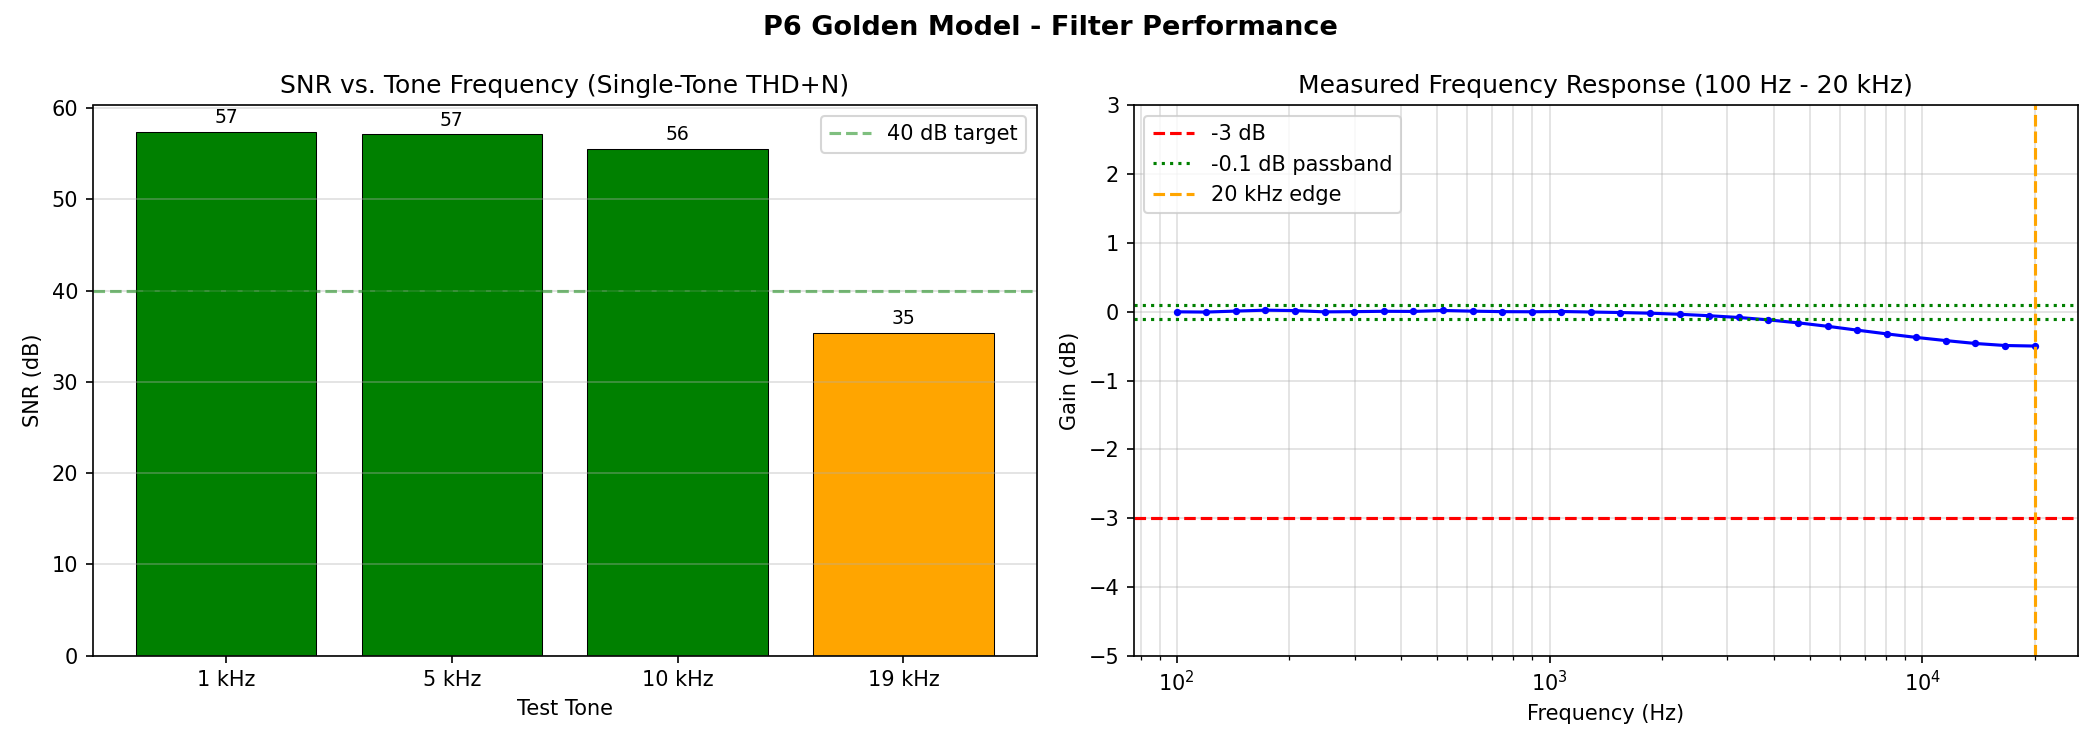 P6 Golden Model - Filter Performance
SNR vs. Tone Frequency (Single-Tone THD+N)
60
50
40
30
20
10
0
SNR (dB)
57
57
56
35
40 dB target
1 kHz
5 kHz
10 kHz
19 kHz
Test Tone
Measured Frequency Response (100 Hz - 20 kHz)
3
2
1
0
−1
−2
−3
−4
−5
Gain (dB)
-3 dB
-0.1 dB passband
20 kHz edge
10²
10³
10⁴
Frequency (Hz)